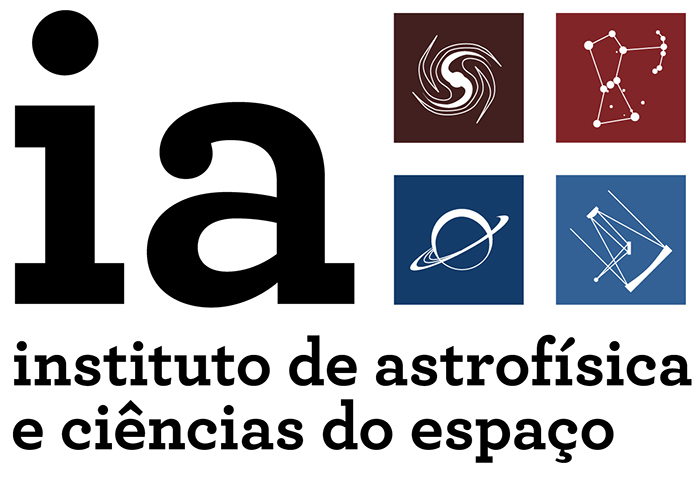 ia
instituto de astrofísica
e ciências do espaço